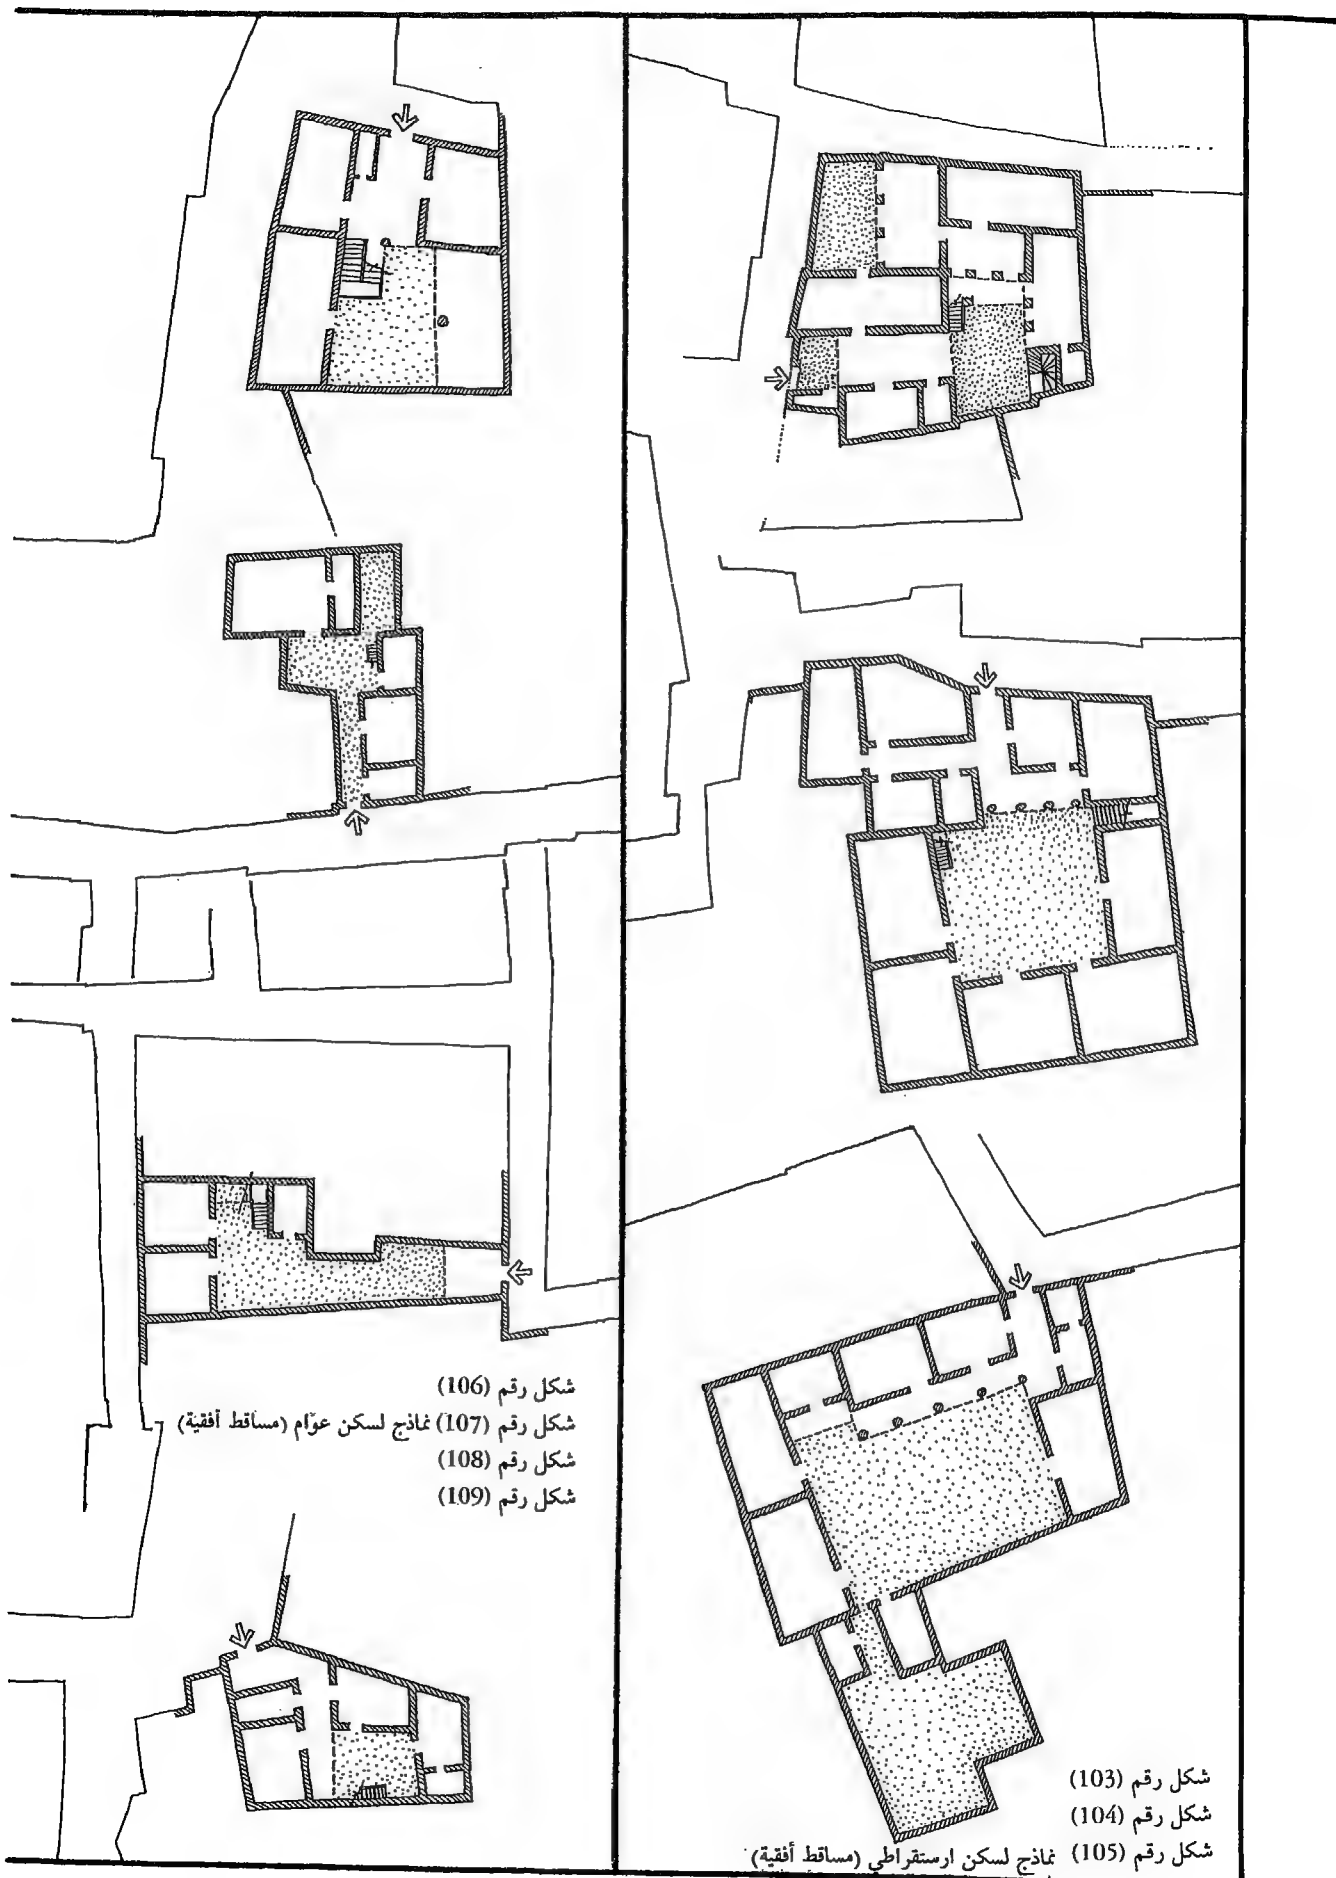 شكل رقم (103)
شكل رقم (104)
شكل رقم (105) نماذج لسكن ارستقراطي (مساقط أفقية)
شكل رقم (106)
شكل رقم (107) نماذج لسكن عوّام (مساقط أفقية)
شكل رقم (108)
شكل رقم (109)